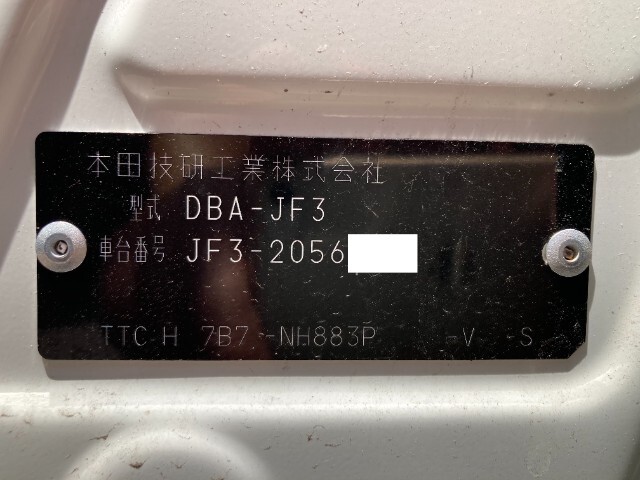 本田技研工業株式会社
型式 DBA-JF3
車台番号 JF3-2056
TTC H 7B7 -NH883P -V -S